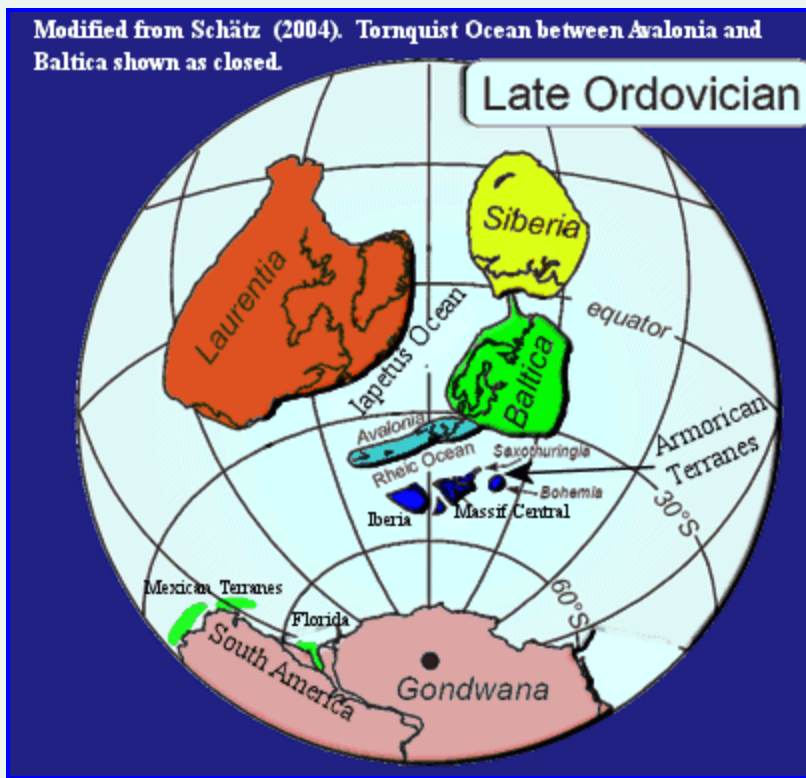 Modified from Schätz (2004). Tornquist Ocean between Avalonia and
Baltica shown as closed.
Late Ordovician
Siberia
Laurentia
equator
Iapetus Ocean
Baltica
Avalonia
Armorican
Terranes
Rheic Ocean
Saxothuringia
Bohemia
30°S
Iberia
Massif Central
Mexican Terranes
Florida
60°S
South America
Gondwana